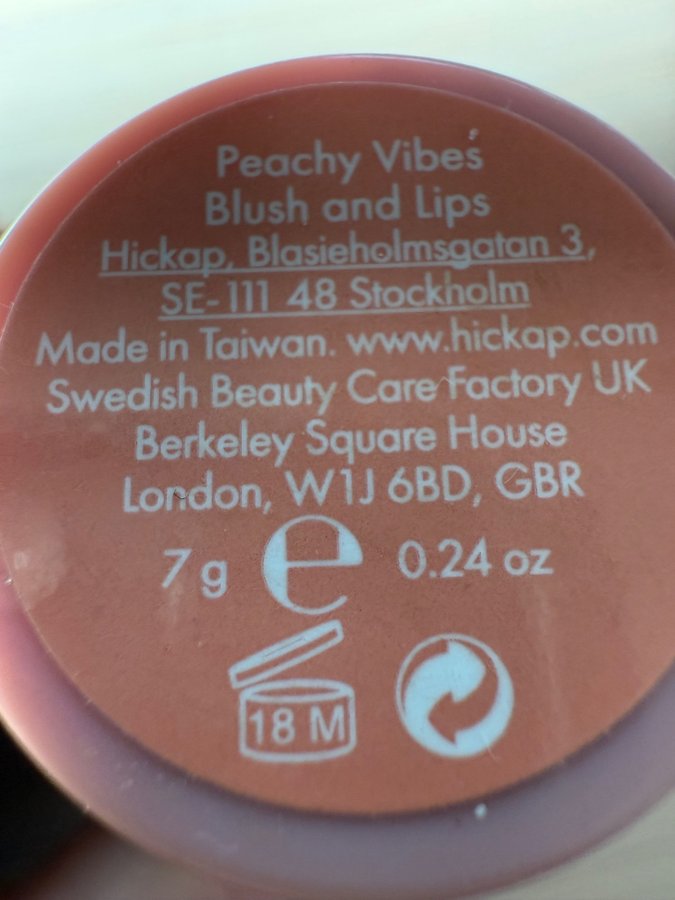 Peachy Vibes
Blush and Lips
Hickap, Blasieholmsgatan 3,
SE-111 48 Stockholm
Made in Taiwan. www.hickap.com
Swedish Beauty Care Factory UK
Berkeley Square House
London, W1J 6BD, GBR
7 g e 0.24 oz
18 M